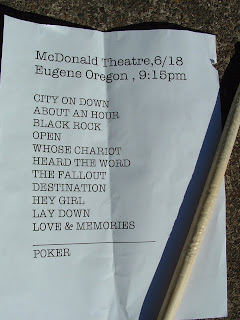 McDonald Theatre,6/18
Eugene Oregon , 9:15pm
CITY ON DOWN
ABOUT AN HOUR
BLACK ROCK
OPEN
WHOSE CHARIOT
HEARD THE WORD
THE FALLOUT
DESTINATION
HEY GIRL
LAY DOWN
LOVE & MEMORIES
POKER